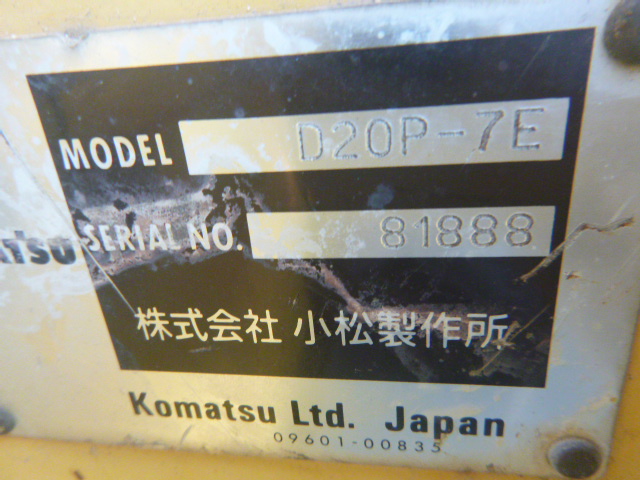 MODEL D20P-7E
SERIAL NO. 81888
株式会社 小松製作所
Komatsu Ltd. Japan
09601-00835